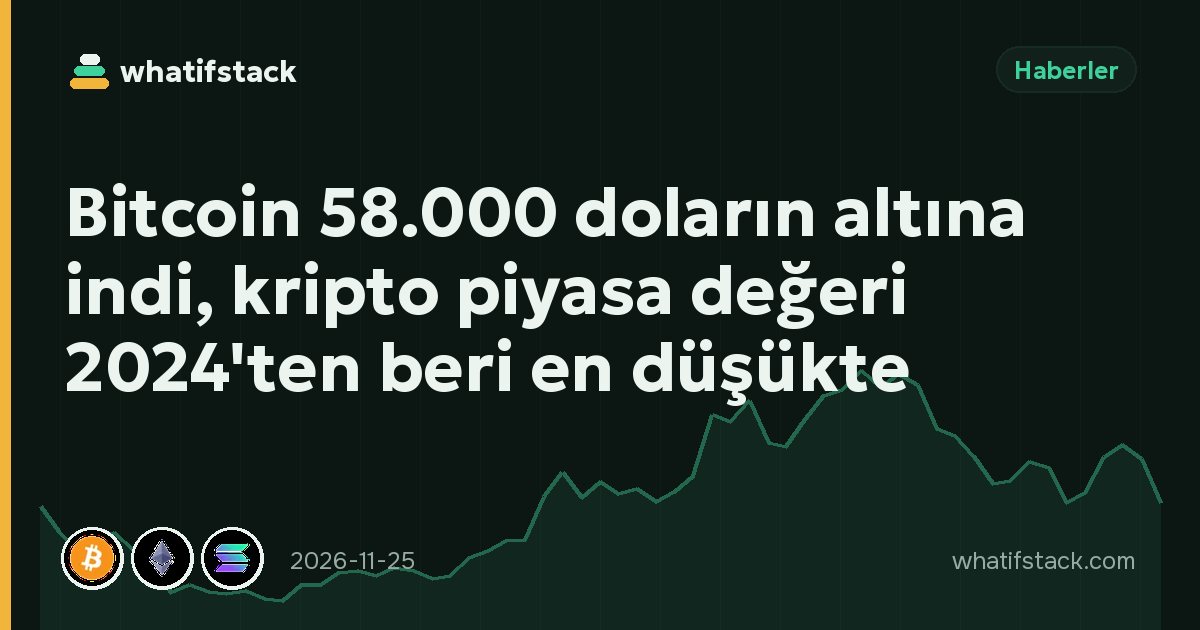 whatifstack
Haberler
Bitcoin 58.000 doların altına
indi, kripto piyasa değeri
2024'ten beri en düşükte
2026-11-25
whatifstack.com